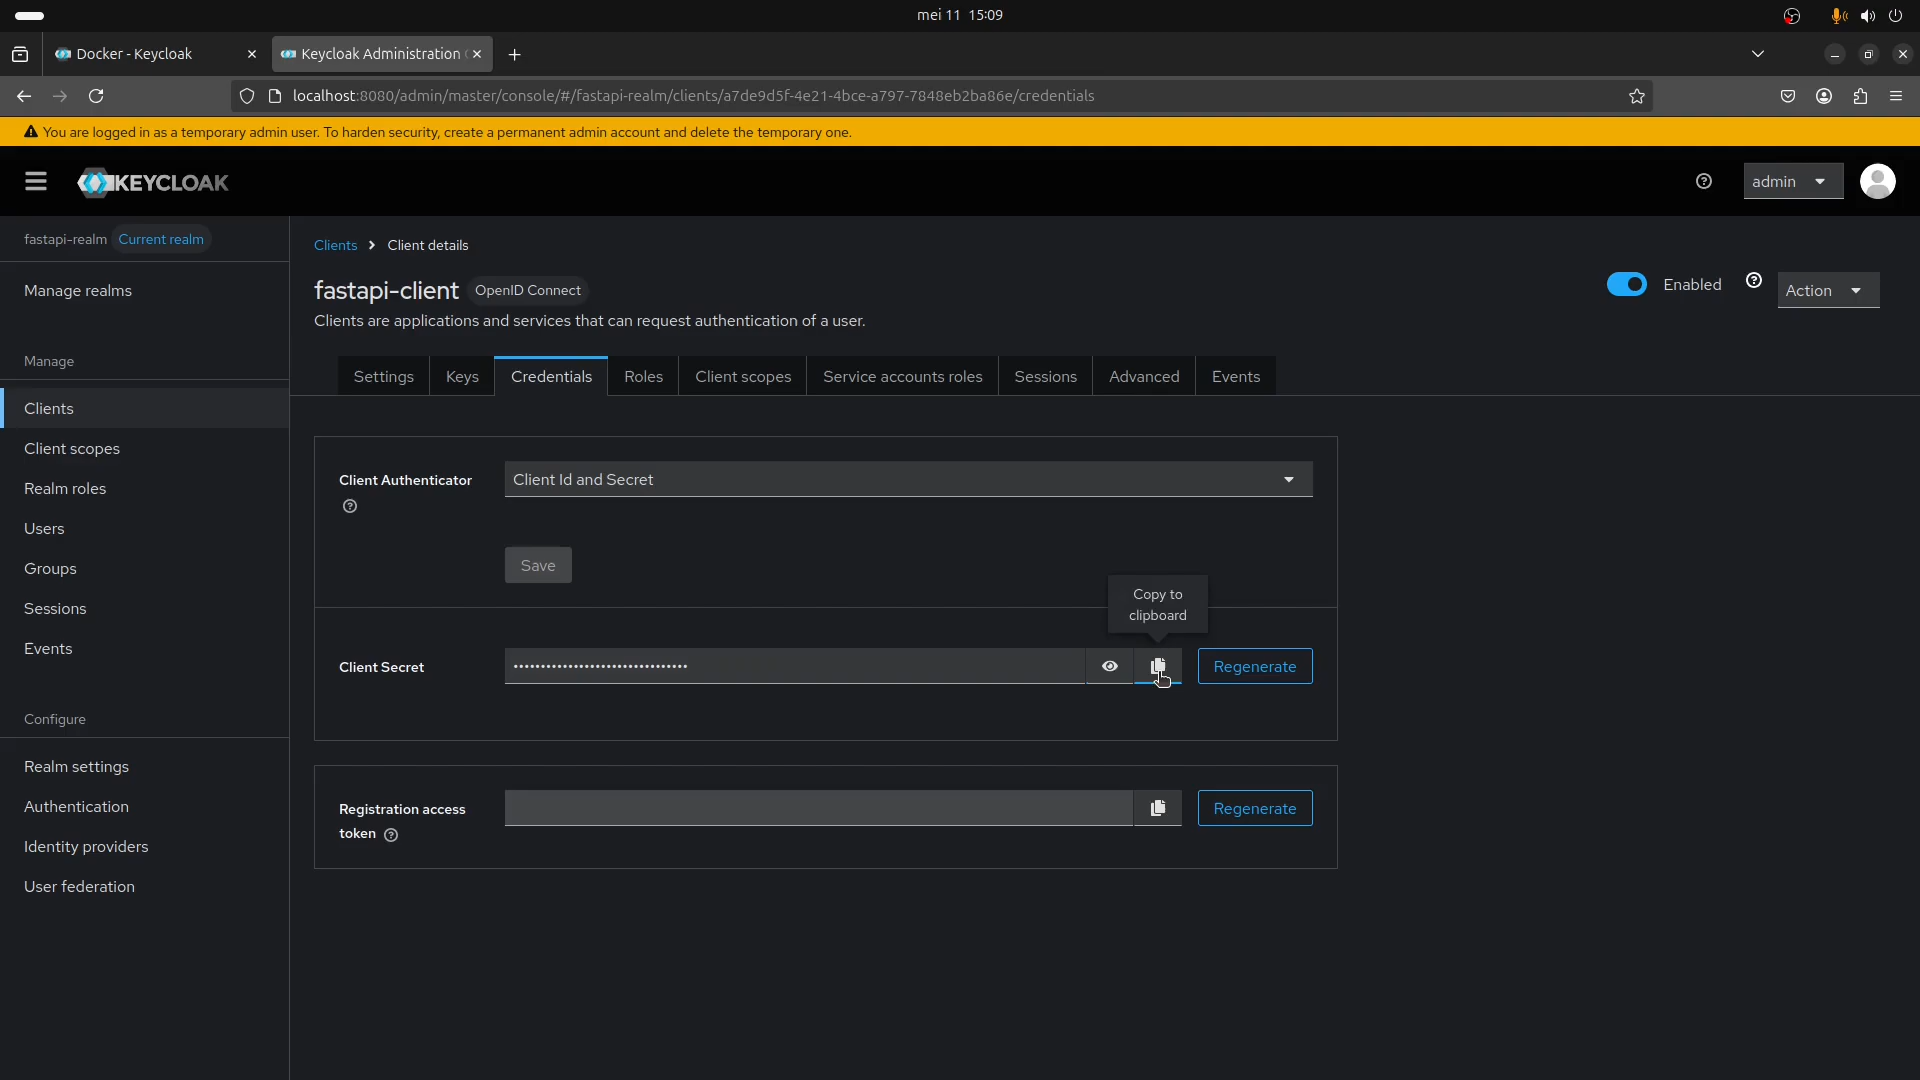 mei 11 15:09
Docker - Keycloak
Keycloak Administration
localhost:8080/admin/master/console/#/fastapi-realm/clients/a7de9d5f-4e21-4bce-a797-7848eb2ba86e/credentials
You are logged in as a temporary admin user. To harden security, create a permanent admin account and delete the temporary one.
KEYCLOAK
admin
fastapi-realm Current realm
Manage realms
Manage
Clients
Client scopes
Realm roles
Users
Groups
Sessions
Events
Configure
Realm settings
Authentication
Identity providers
User federation
Clients > Client details
fastapi-client OpenID Connect
Clients are applications and services that can request authentication of a user.
Enabled
Action
Settings Keys Credentials Roles Client scopes Service accounts roles Sessions Advanced Events
Client Authenticator
Client Id and Secret
Save
Copy to
clipboard
Client Secret
••••••••••••••••••••••••••••••••
Regenerate
Registration access
token
Regenerate